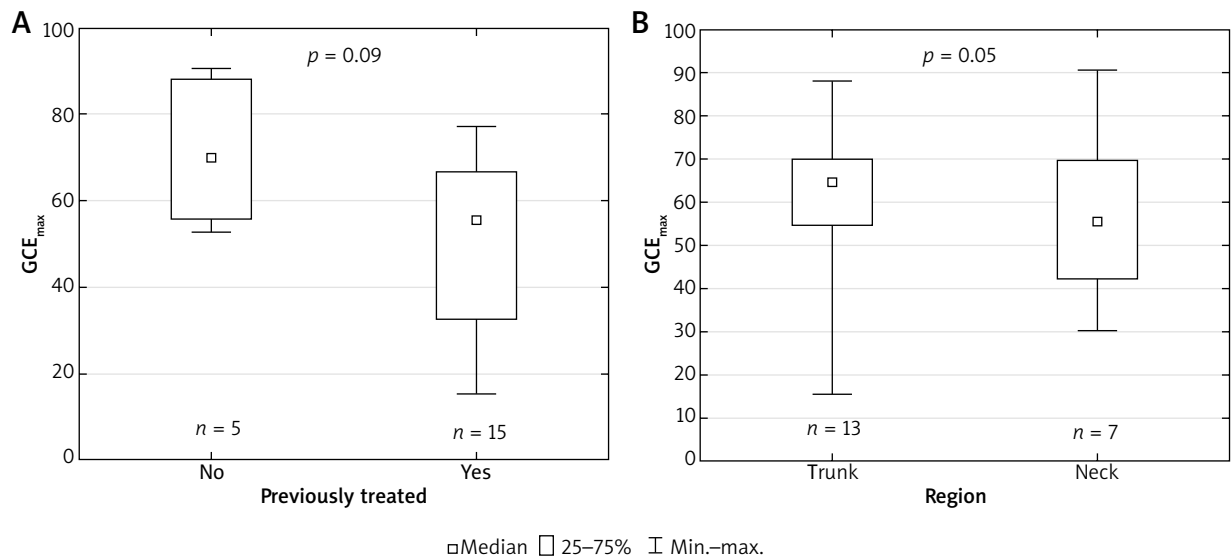 A
100
80
60
40
20
0
GCEmax
p = 0.09
n = 5
n = 15
No
Yes
Previously treated
B
100
90
80
70
60
50
40
30
20
10
0
GCEmax
p = 0.05
n = 13
n = 7
Trunk
Neck
Region
Median 25–75% Min.–max.